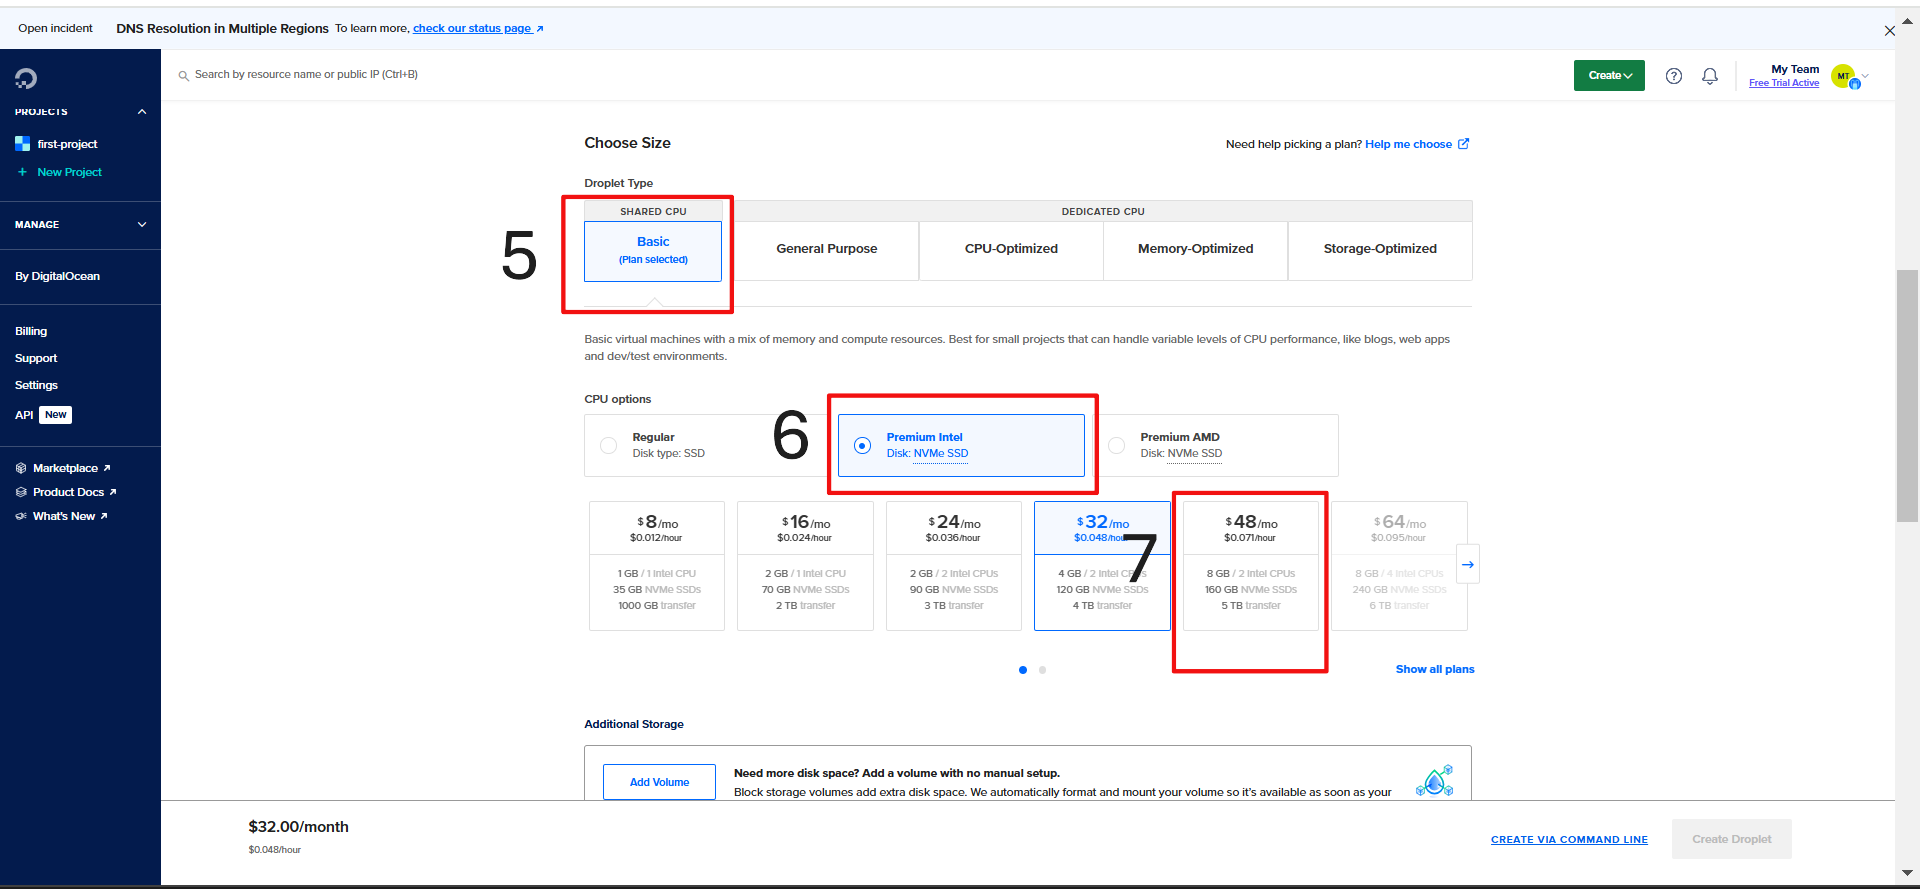 Open incident DNS Resolution in Multiple Regions To learn more, check our status page
Search by resource name or public IP (Ctrl+B)
Create
My Team
Free Trial Active
MT
PROJECTS
first-project
+ New Project
MANAGE
By DigitalOcean
Billing
Support
Settings
API New
Marketplace
Product Docs
What's New
Choose Size
Need help picking a plan? Help me choose
Droplet Type
5
SHARED CPU
DEDICATED CPU
Basic
(Plan selected)
General Purpose
CPU-Optimized
Memory-Optimized
Storage-Optimized
Basic virtual machines with a mix of memory and compute resources. Best for small projects that can handle variable levels of CPU performance, like blogs, web apps
and dev/test environments.
CPU options
6
Regular
Disk type: SSD
Premium Intel
Disk: NVMe SSD
Premium AMD
Disk: NVMe SSD
7
$8/mo
$0.012/hour
1 GB / 1 Intel CPU
35 GB NVMe SSDs
1000 GB transfer
$16/mo
$0.024/hour
2 GB / 1 Intel CPU
70 GB NVMe SSDs
2 TB transfer
$24/mo
$0.036/hour
2 GB / 2 Intel CPUs
90 GB NVMe SSDs
3 TB transfer
$32/mo
$0.048/hour
4 GB / 2 Intel CPUs
120 GB NVMe SSDs
4 TB transfer
$48/mo
$0.071/hour
8 GB / 2 Intel CPUs
160 GB NVMe SSDs
5 TB transfer
$64/mo
$0.095/hour
8 GB / 4 Intel CPUs
240 GB NVMe SSDs
6 TB transfer
Show all plans
Additional Storage
Add Volume
Need more disk space? Add a volume with no manual setup.
Block storage volumes add extra disk space. We automatically format and mount your volume so it's available as soon as your
$32.00/month
$0.048/hour
CREATE VIA COMMAND LINE
Create Droplet